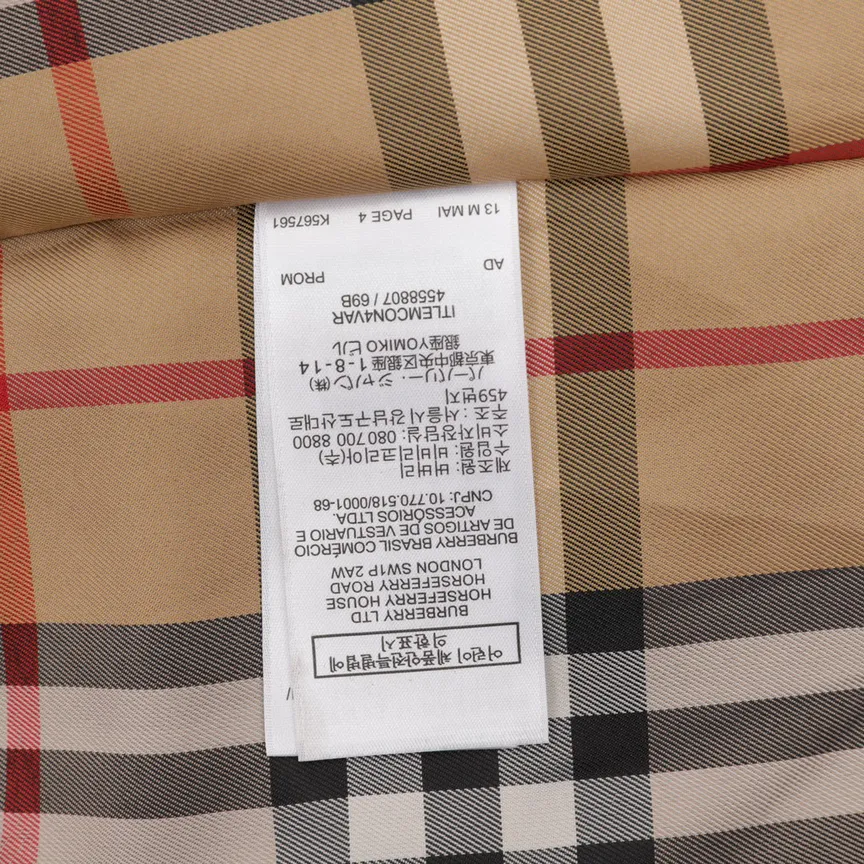 어린이 제품안전특별법에
의한표시
BURBERRY LTD
HORSEFERRY HOUSE
HORSEFERRY ROAD
LONDON SW1P 2AW
BURBERRY BRASIL COMÉRCIO
DE ARTIGOS DE VESTUARIO E
ACESSÓRIOS LTDA.
CNPJ: 10.770.518/0001-68
제조원: 버버리
수입원: 버버리코리아(주)
소비자상담실: 080 700 8800
주소 : 서울시 강남구도산대로
459번지
バーバリー・ジャパン(株)
東京都中央区銀座 1 - 8 - 14
銀座YOMIKO ビル
ITLEMCON4VAR
4558807 / 69B
AD PROM
13 M MAI PAGE 4 K567561